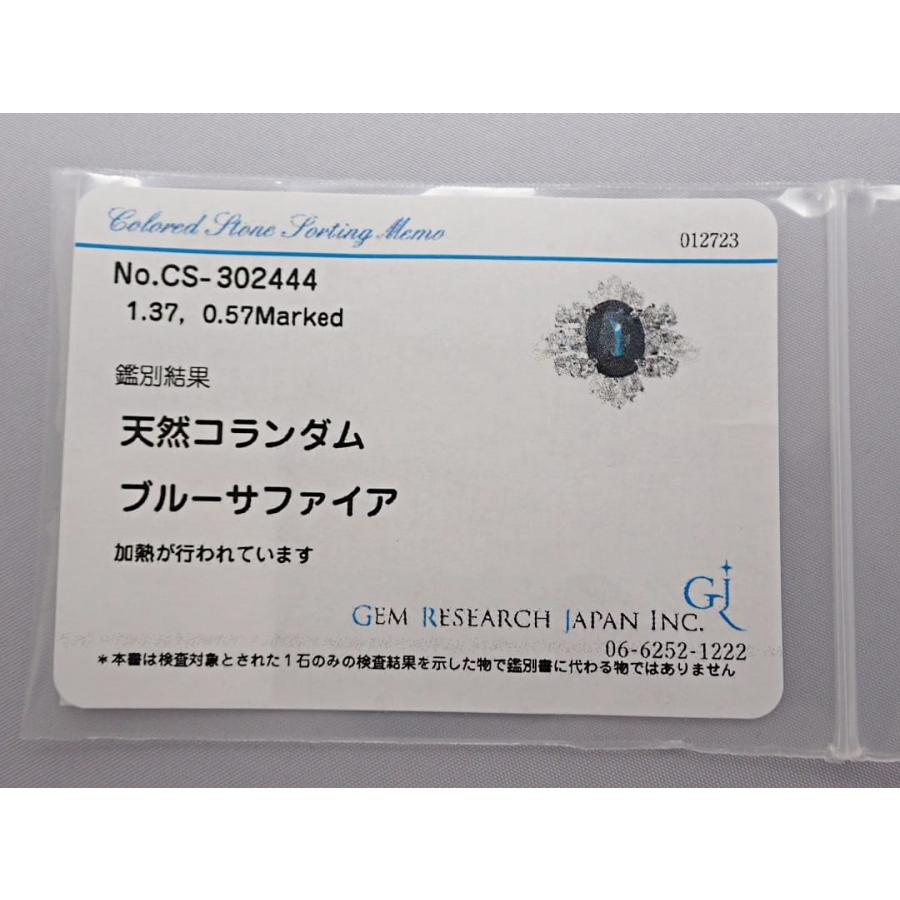 Colored Stone Sorting Memo
012723
No.CS-302444
1.37, 0.57Marked
鑑別結果
天然コランダム
ブルーサファイア
加熱が行われています
GJ
GEM RESEARCH JAPAN INC.
06-6252-1222
*本書は検査対象とされた1石のみの検査結果を示した物で鑑別書に代わる物ではありません